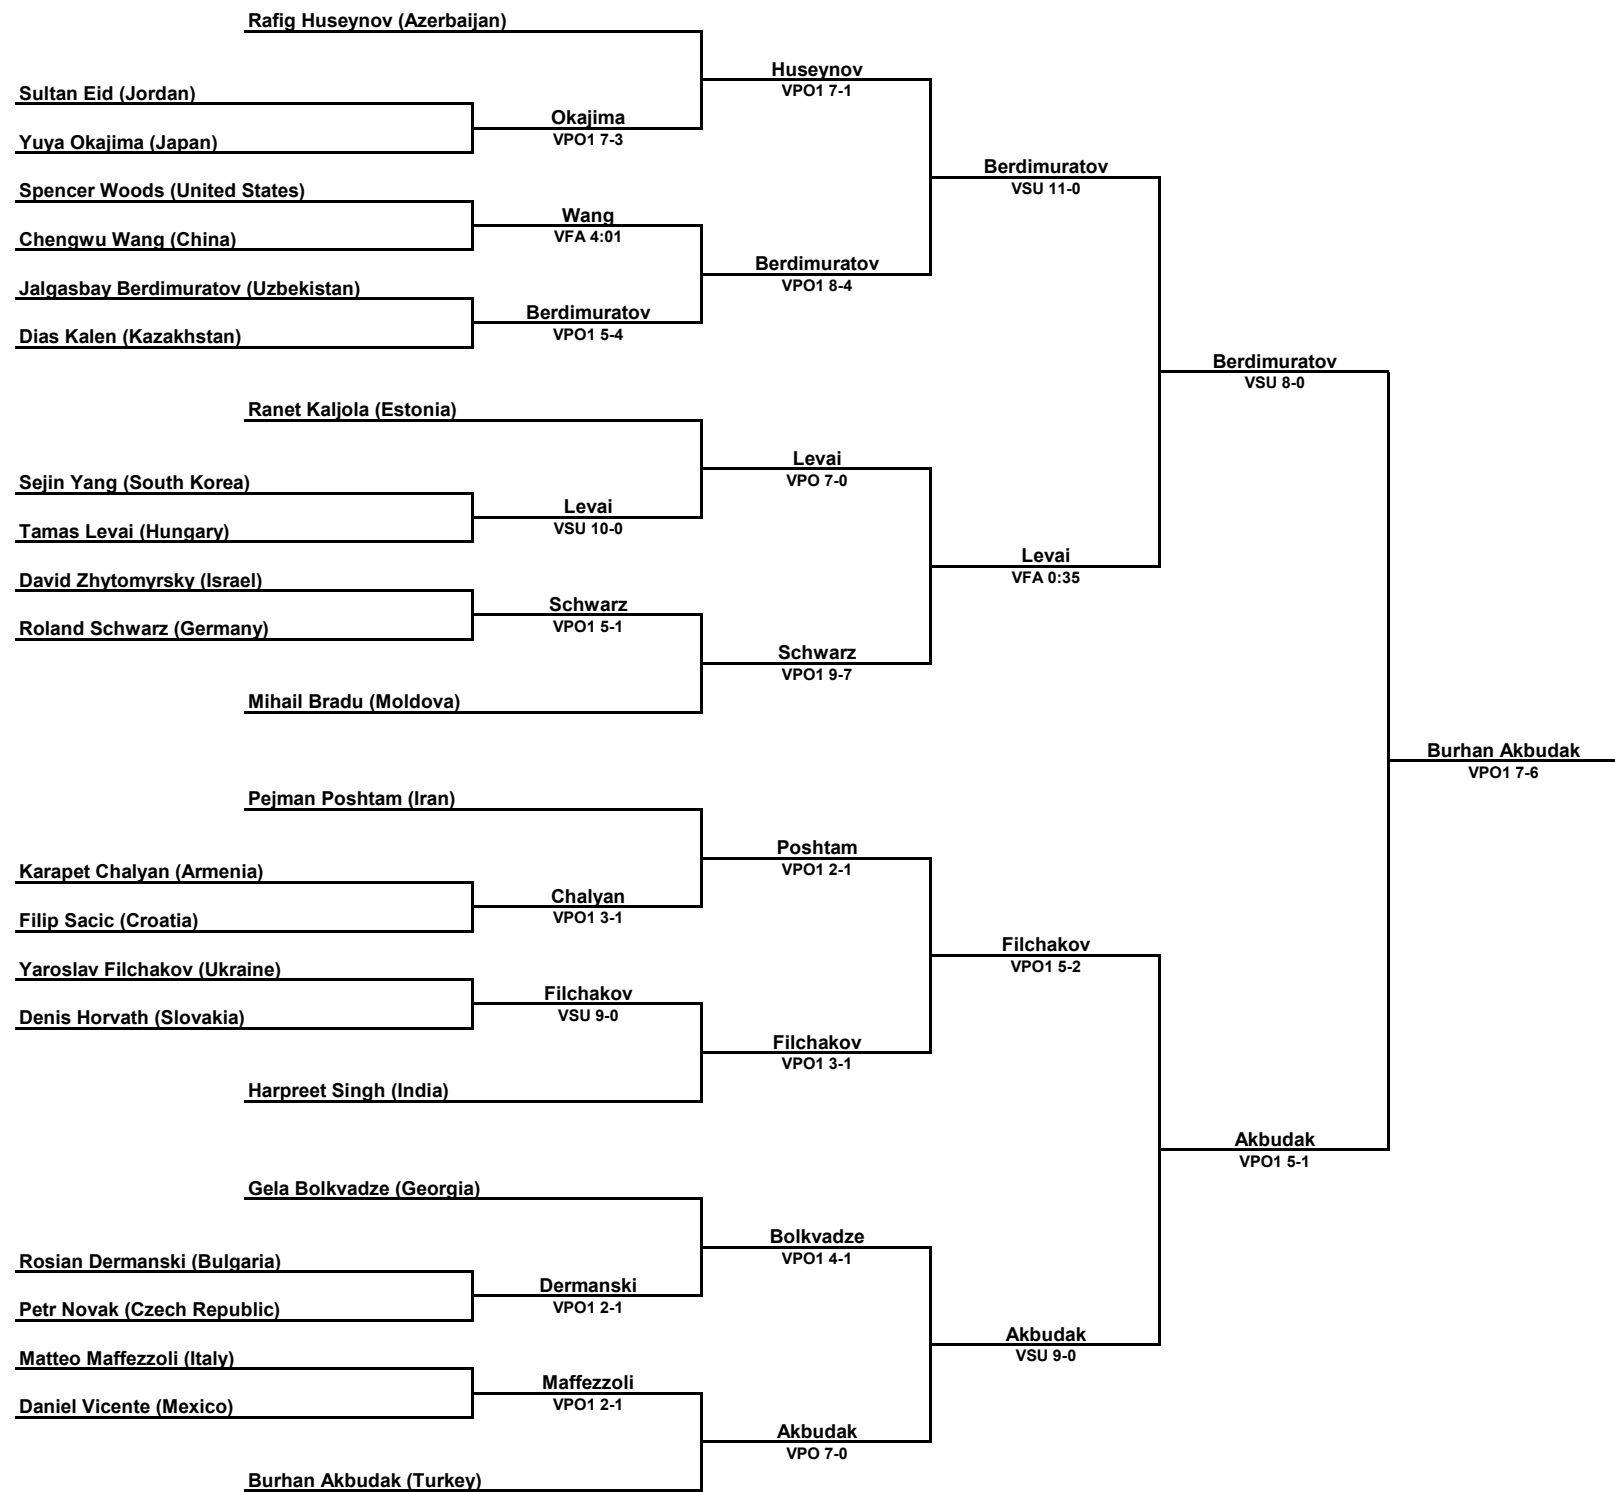 Rafig Huseynov (Azerbaijan)
Huseynov
VPO1 7-1
Sultan Eid (Jordan)
Okajima
VPO1 7-3
Yuya Okajima (Japan)
Berdimuratov
VSU 11-0
Spencer Woods (United States)
Wang
VFA 4:01
Chengwu Wang (China)
Berdimuratov
VPO1 8-4
Jalgasbay Berdimuratov (Uzbekistan)
Berdimuratov
VPO1 5-4
Dias Kalen (Kazakhstan)
Berdimuratov
VSU 8-0
Ranet Kaljola (Estonia)
Levai
VPO 7-0
Sejin Yang (South Korea)
Levai
VSU 10-0
Tamas Levai (Hungary)
Levai
VFA 0:35
David Zhytomyrsky (Israel)
Schwarz
VPO1 5-1
Roland Schwarz (Germany)
Schwarz
VPO1 9-7
Mihail Bradu (Moldova)
Burhan Akbudak
VPO1 7-6
Pejman Poshtam (Iran)
Poshtam
VPO1 2-1
Karapet Chalyan (Armenia)
Chalyan
VPO1 3-1
Filip Sacic (Croatia)
Filchakov
VPO1 5-2
Yaroslav Filchakov (Ukraine)
Filchakov
VSU 9-0
Denis Horvath (Slovakia)
Filchakov
VPO1 3-1
Harpreet Singh (India)
Akbudak
VPO1 5-1
Gela Bolkvadze (Georgia)
Bolkvadze
VPO1 4-1
Rosian Dermanski (Bulgaria)
Dermanski
VPO1 2-1
Petr Novak (Czech Republic)
Akbudak
VSU 9-0
Matteo Maffezzoli (Italy)
Maffezzoli
VPO1 2-1
Daniel Vicente (Mexico)
Akbudak
VPO 7-0
Burhan Akbudak (Turkey)